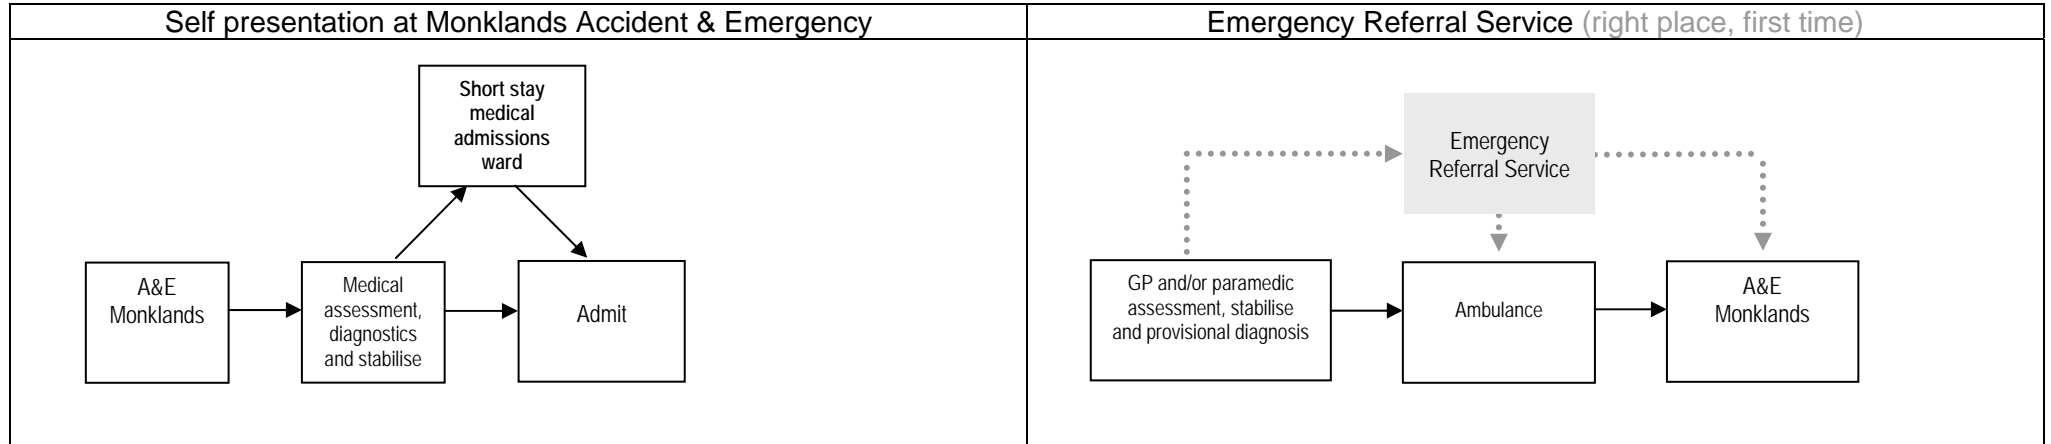 Self presentation at Monklands Accident & Emergency
Short stay
medical
admissions
ward
A&E
Monklands
Medical
assessment,
diagnostics
and stabilise
Admit
Emergency Referral Service (right place, first time)
Emergency
Referral Service
GP and/or paramedic
assessment, stabilise
and provisional diagnosis
Ambulance
A&E
Monklands